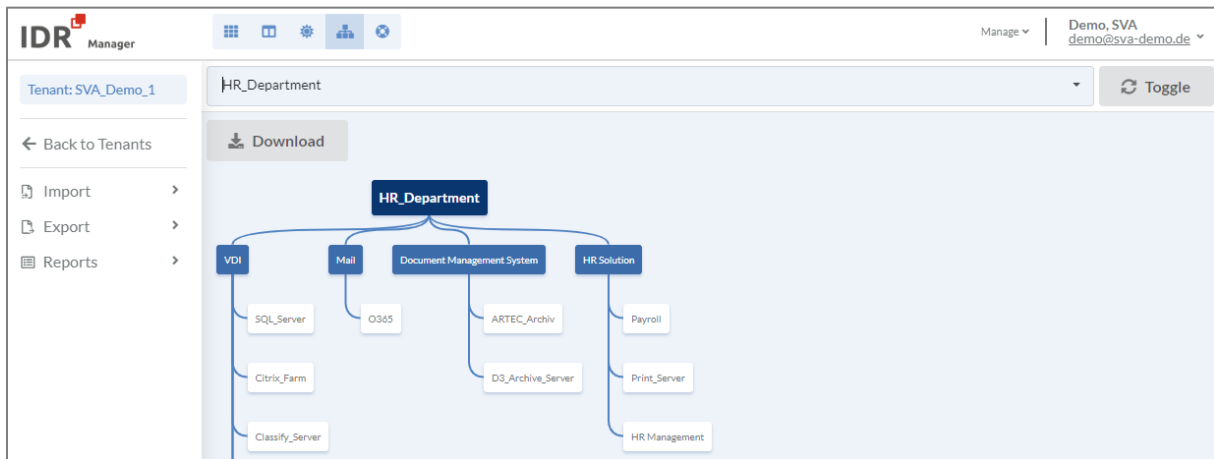 IDR Manager
Manage
Demo, SVA
demo@sva-demo.de
Tenant: SVA_Demo_1
HR_Department
Toggle
Back to Tenants
Download
Import
Export
Reports
HR_Department
VDI
Mail
Document Management System
HR Solution
SQL_Server
O365
ARTEC_Archiv
Payroll
Citrix_Farm
D3_Archive_Server
Print_Server
Classify_Server
HR Management